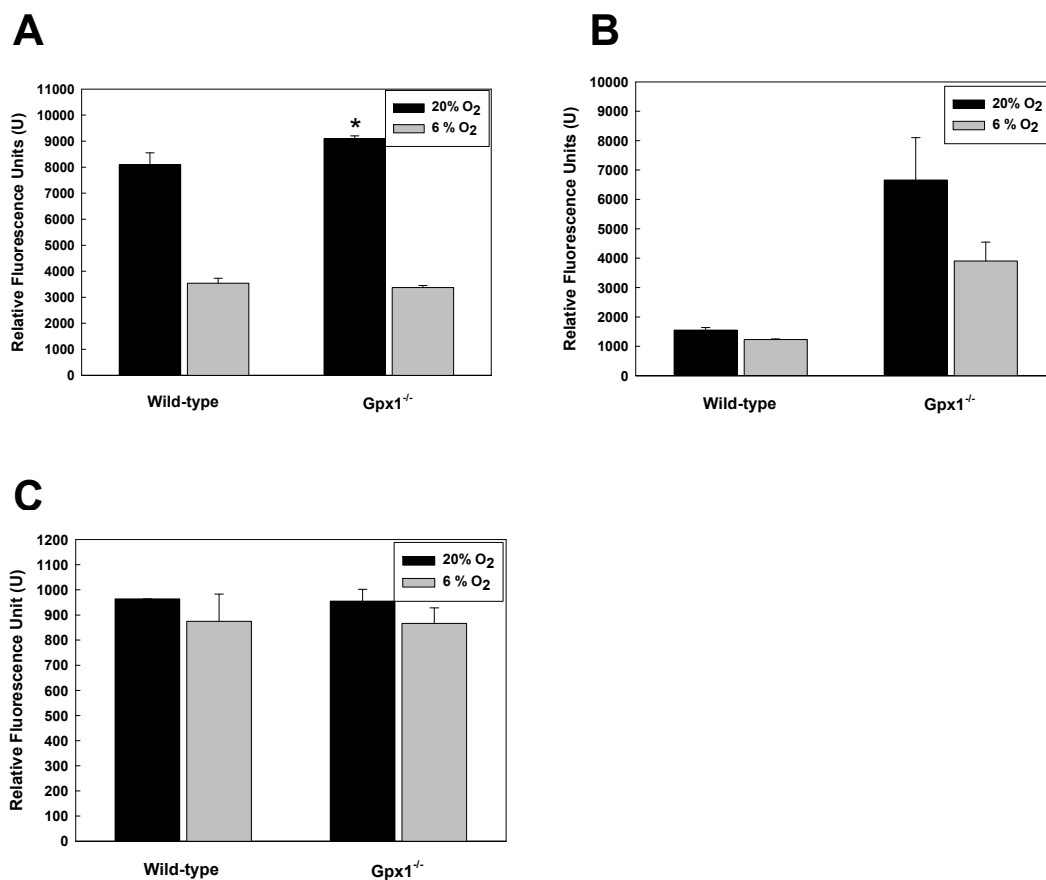 A
Relative Fluorescence Units (U)
11000
10000
9000
8000
7000
6000
5000
4000
3000
2000
1000
0
20% O2
6 % O2
*
Wild-type
Gpx1-/-
B
Relative Fluorescence Units (U)
10000
9000
8000
7000
6000
5000
4000
3000
2000
1000
0
20% O2
6 % O2
Wild-type
Gpx1-/-
C
Relative Fluorescence Unit (U)
1200
1100
1000
900
800
700
600
500
400
300
200
100
0
20% O2
6 % O2
Wild-type
Gpx1-/-